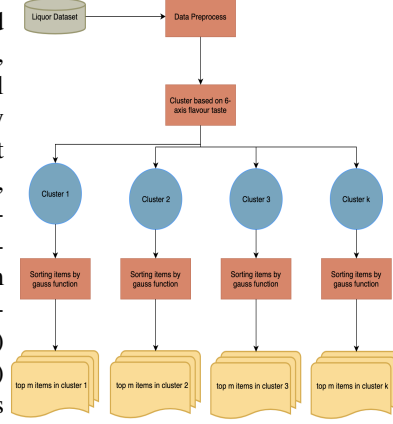 Liquor Dataset
Data Preprocess
Cluster based on 6-
axis flavour taste
Cluster 1
Cluster 2
Cluster 3
Cluster k
Sorting items by
gauss function
Sorting items by
gauss function
Sorting items by
gauss function
Sorting items by
gauss function
top m items in cluster 1
top m items in cluster 2
top m items in cluster 3
top m items in cluster k